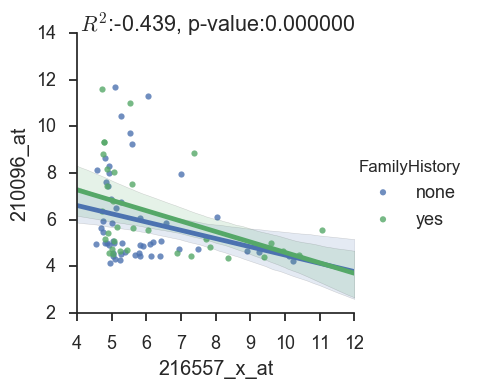 R²:-0.439, p-value:0.000000
14
12
10
8
6
4
2
210096_at
4 5 6 7 8 9 10 11 12
216557_x_at
FamilyHistory
none
yes